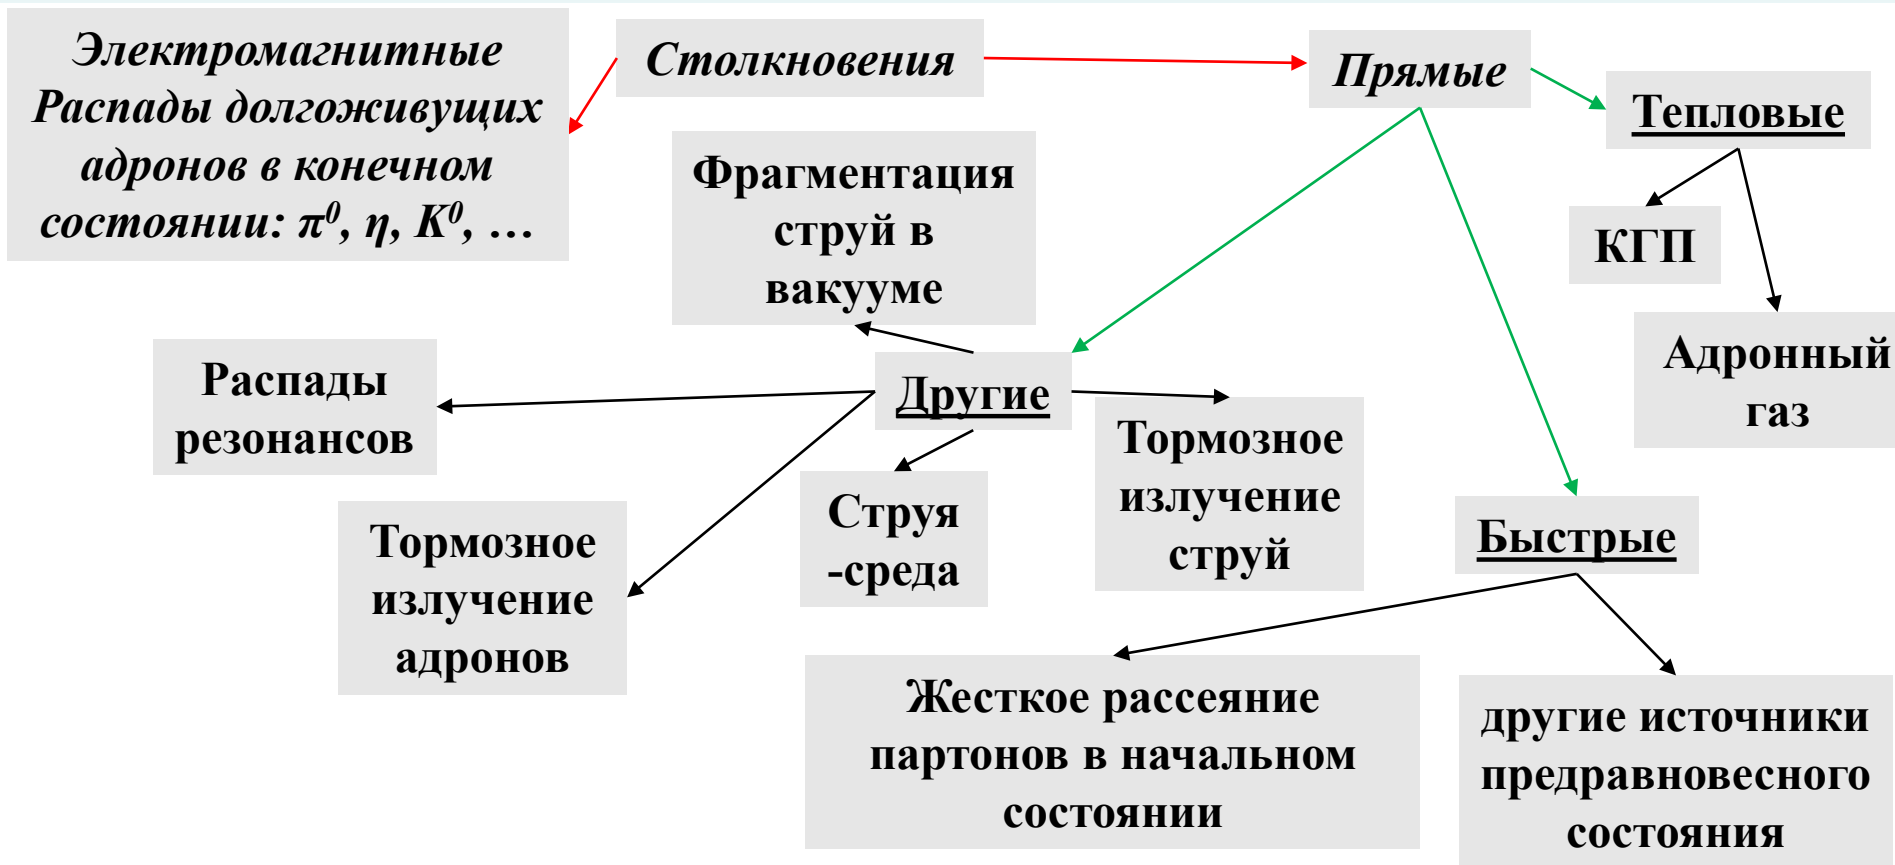 Электромагнитные
Распады долгоживущих
адронов в конечном
состоянии: π⁰, η, K⁰, …
Столкновения
Прямые
Тепловые
КГП
Адронный
газ
Фрагментация
струй в
вакууме
Другие
Распады
резонансов
Тормозное
излучение
адронов
Струя
-среда
Тормозное
излучение
струй
Быстрые
Жесткое рассеяние
партонов в начальном
состоянии
другие источники
предравновесного
состояния